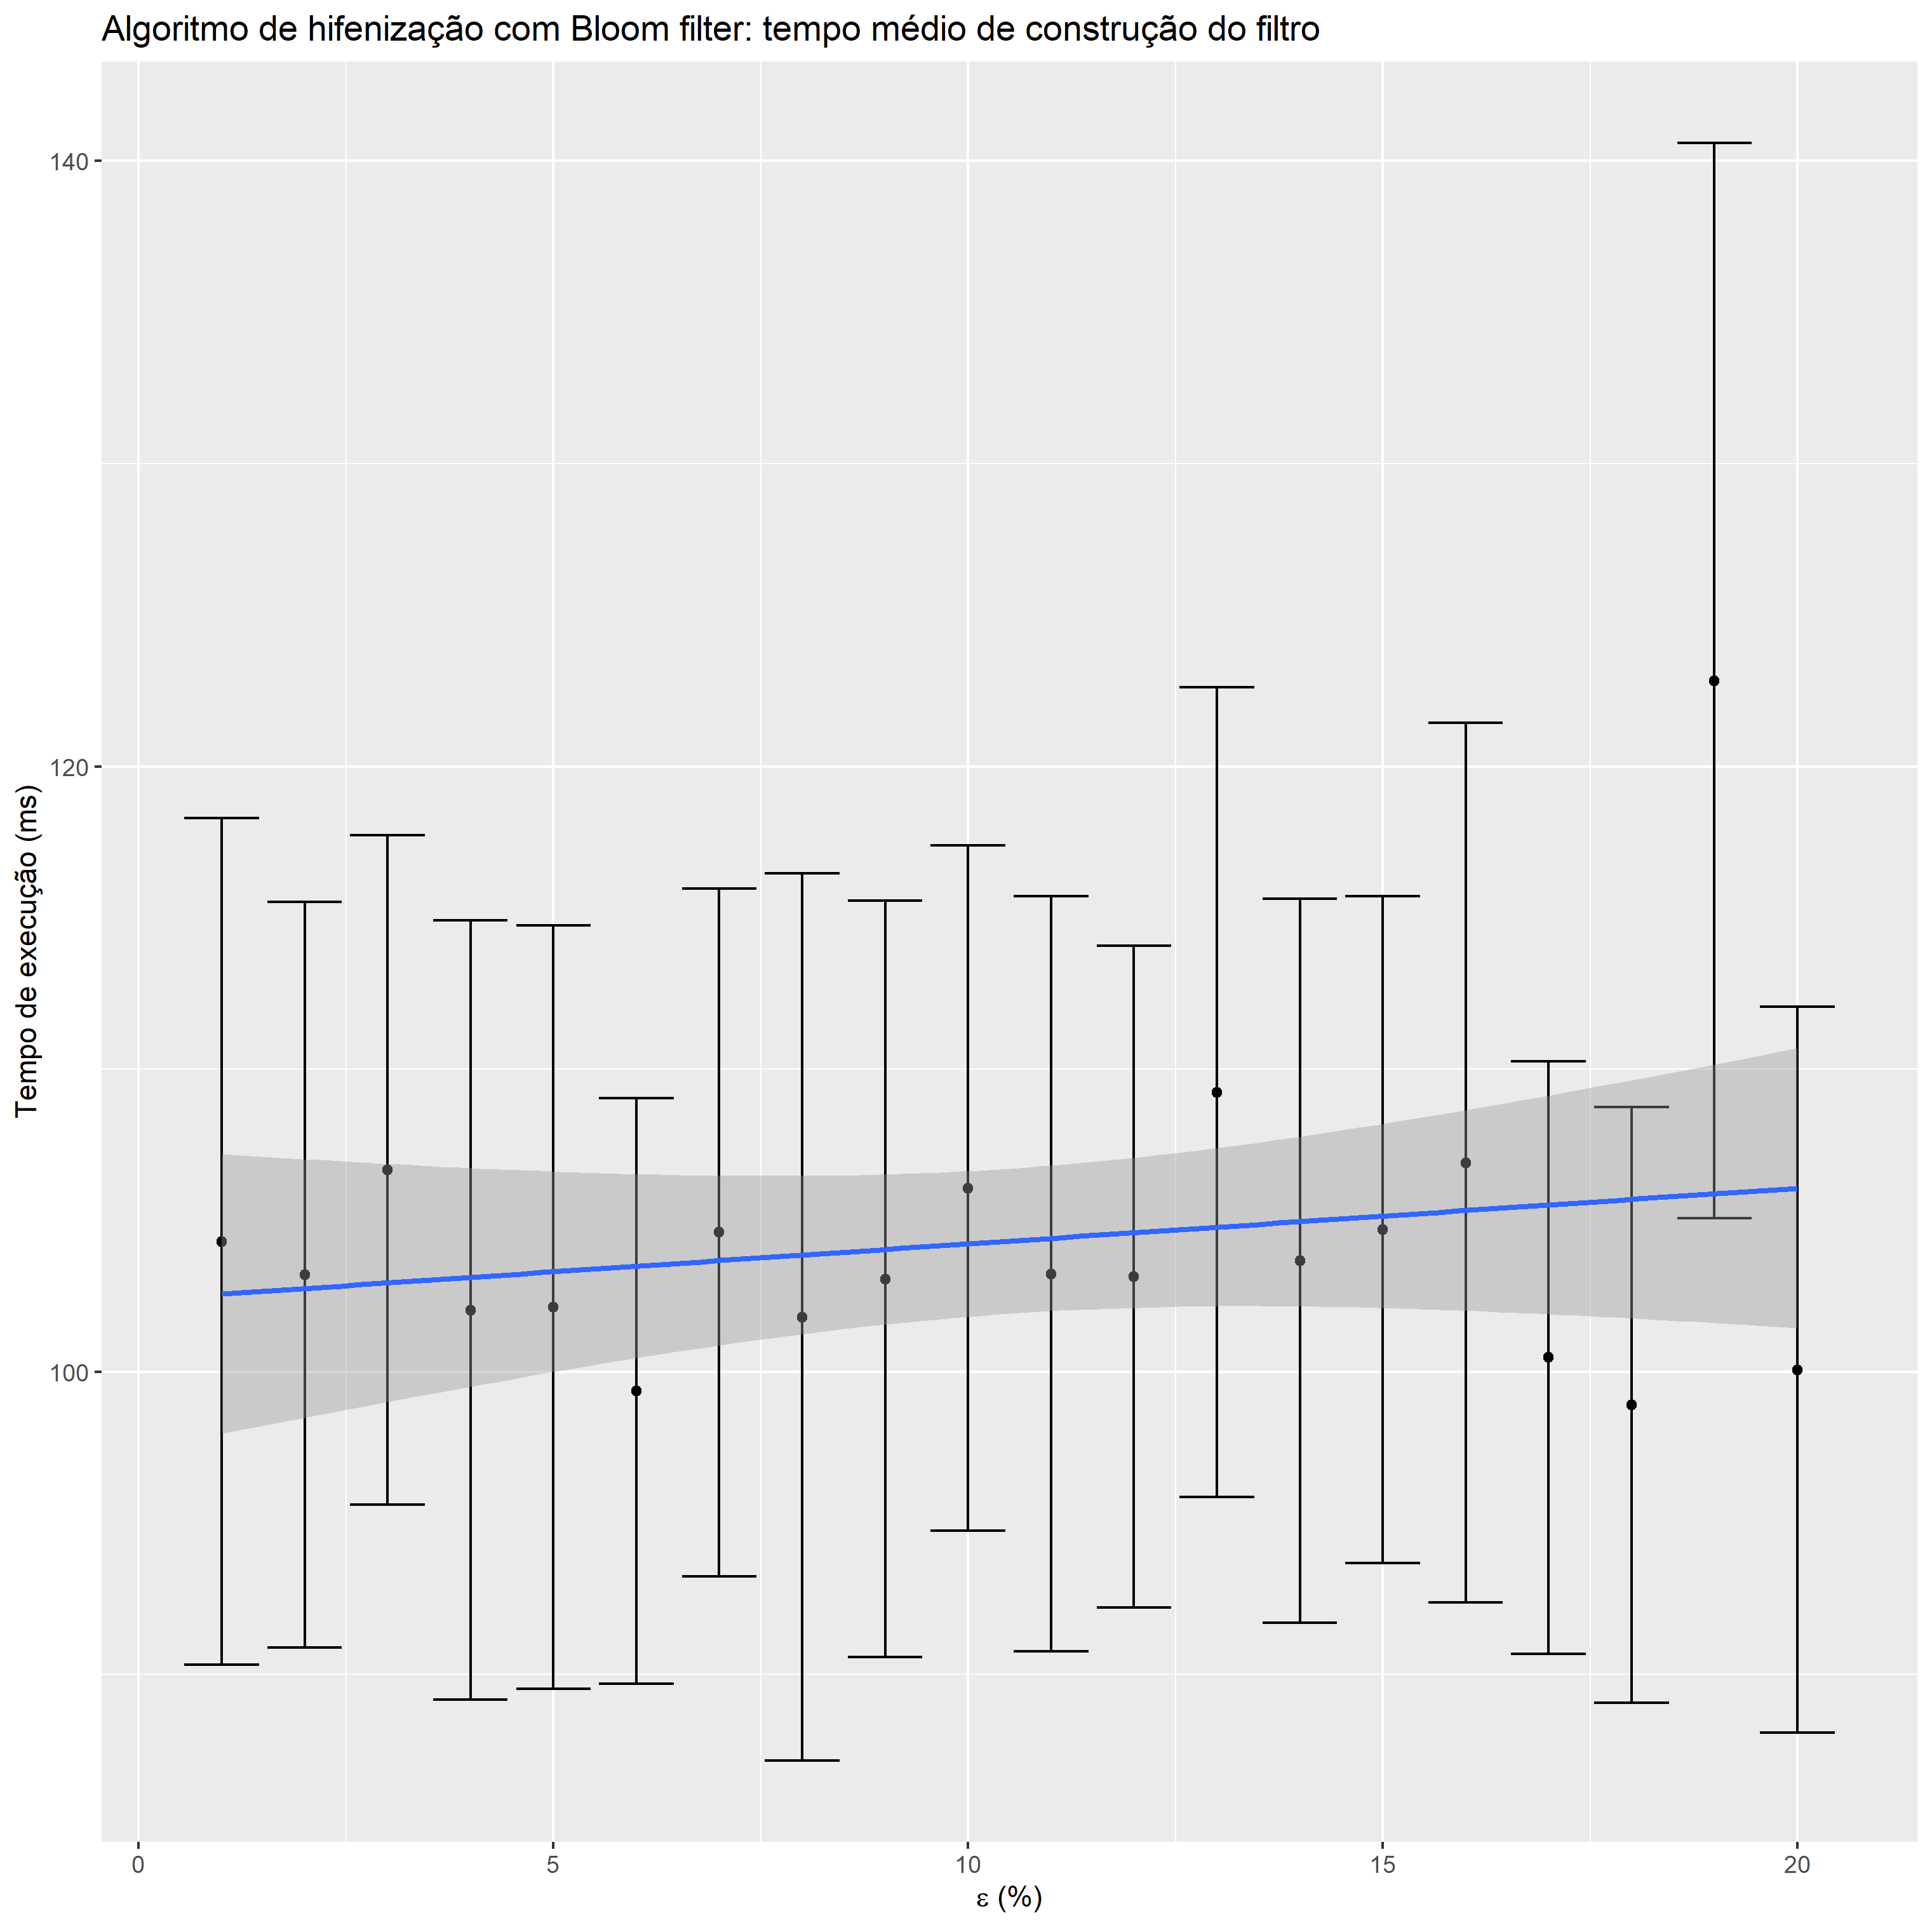 Algoritmo de hifenização com Bloom filter: tempo médio de construção do filtro
Tempo de execução (ms)
140
120
100
0 5 10 15 20
ε (%)